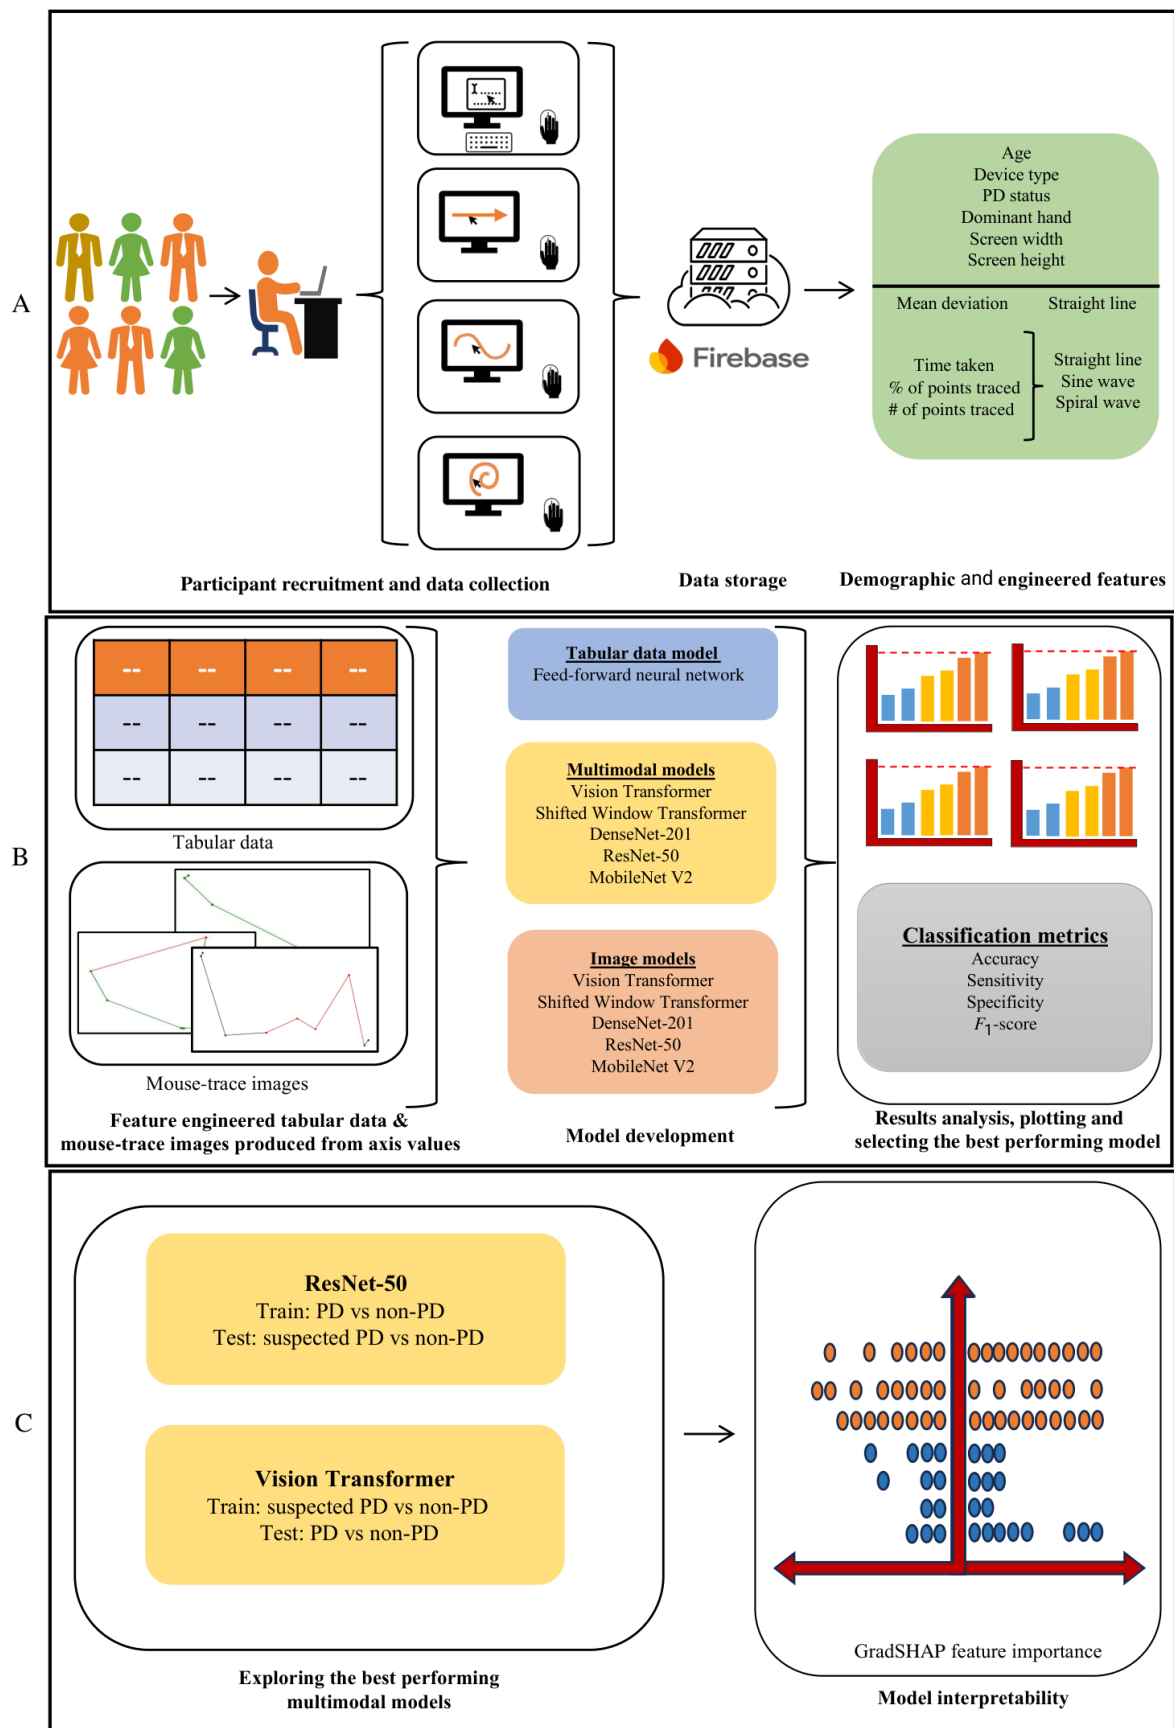 A
Firebase
Age
Device type
PD status
Dominant hand
Screen width
Screen height
Mean deviation
Straight line
Time taken
% of points traced
# of points traced
Straight line
Sine wave
Spiral wave
Participant recruitment and data collection
Data storage
Demographic and engineered features
B
-- -- -- --
-- -- -- --
-- -- -- --
Tabular data
Mouse-trace images
Feature engineered tabular data &
mouse-trace images produced from axis values
Tabular data model
Feed-forward neural network
Multimodal models
Vision Transformer
Shifted Window Transformer
DenseNet-201
ResNet-50
MobileNet V2
Image models
Vision Transformer
Shifted Window Transformer
DenseNet-201
ResNet-50
MobileNet V2
Model development
Classification metrics
Accuracy
Sensitivity
Specificity
F1-score
Results analysis, plotting and
selecting the best performing model
C
ResNet-50
Train: PD vs non-PD
Test: suspected PD vs non-PD
Vision Transformer
Train: suspected PD vs non-PD
Test: PD vs non-PD
Exploring the best performing
multimodal models
GradSHAP feature importance
Model interpretability